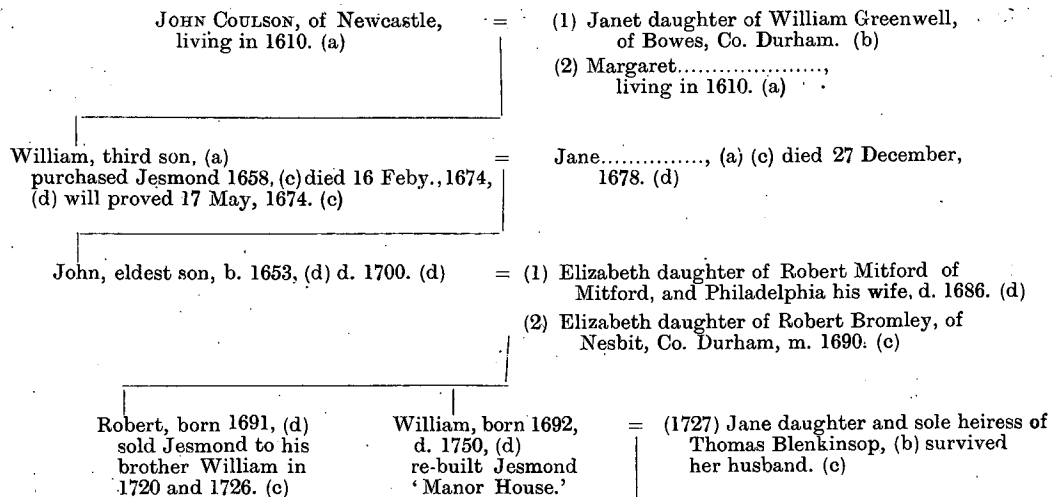 JOHN COULSON, of Newcastle,
living in 1610. (a)
=
(1) Janet daughter of William Greenwell,
of Bowes, Co. Durham. (b)
(2) Margaret.....................,
living in 1610. (a)
William, third son, (a)
purchased Jesmond 1658, (c) died 16 Feby., 1674,
(d) will proved 17 May, 1674. (c)
=
Jane..............., (a) (c) died 27 December,
1678. (d)
John, eldest son, b. 1653, (d) d. 1700. (d)
= (1) Elizabeth daughter of Robert Mitford of
Mitford, and Philadelphia his wife, d. 1686. (d)
(2) Elizabeth daughter of Robert Bromley, of
Nesbit, Co. Durham, m. 1690. (c)
Robert, born 1691, (d)
sold Jesmond to his
brother William in
1720 and 1726. (c)
William, born 1692,
d. 1750, (d)
re-built Jesmond
'Manor House.'
= (1727) Jane daughter and sole heiress of
Thomas Blenkinsop, (b) survived
her husband. (c)